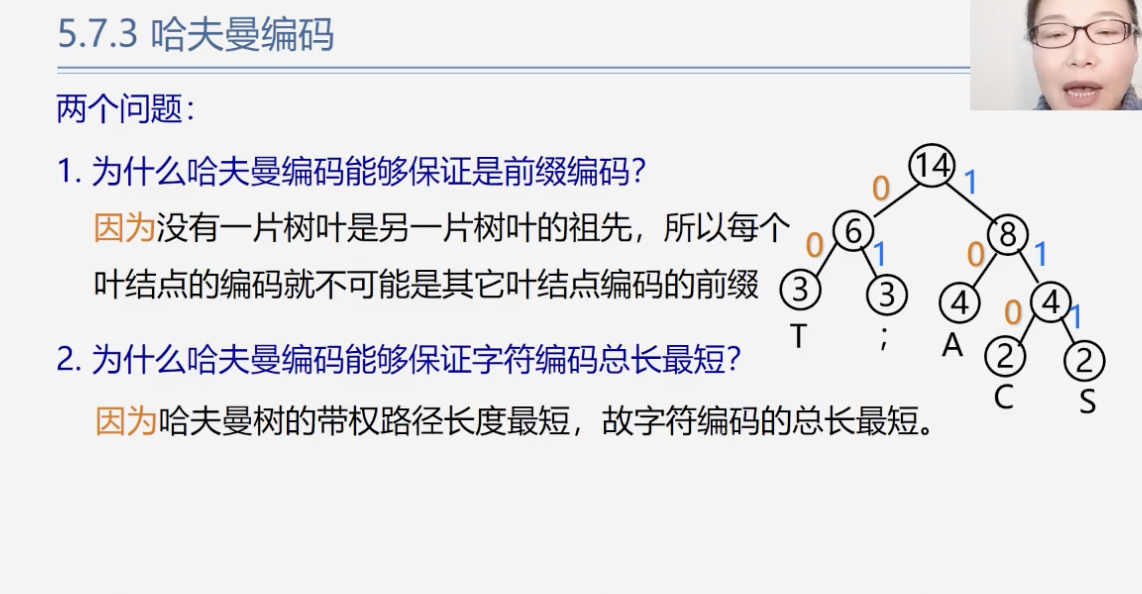 5.7.3 哈夫曼编码
两个问题：
1. 为什么哈夫曼编码能够保证是前缀编码？
因为没有一片树叶是另一片树叶的祖先，所以每个
叶结点的编码就不可能是其它叶结点编码的前缀
2. 为什么哈夫曼编码能够保证字符编码总长最短？
因为哈夫曼树的带权路径长度最短，故字符编码的总长最短。
14
0 1
6 8
0 1 0 1
3 3 4 4
T ; A
0 1
2 2
C S